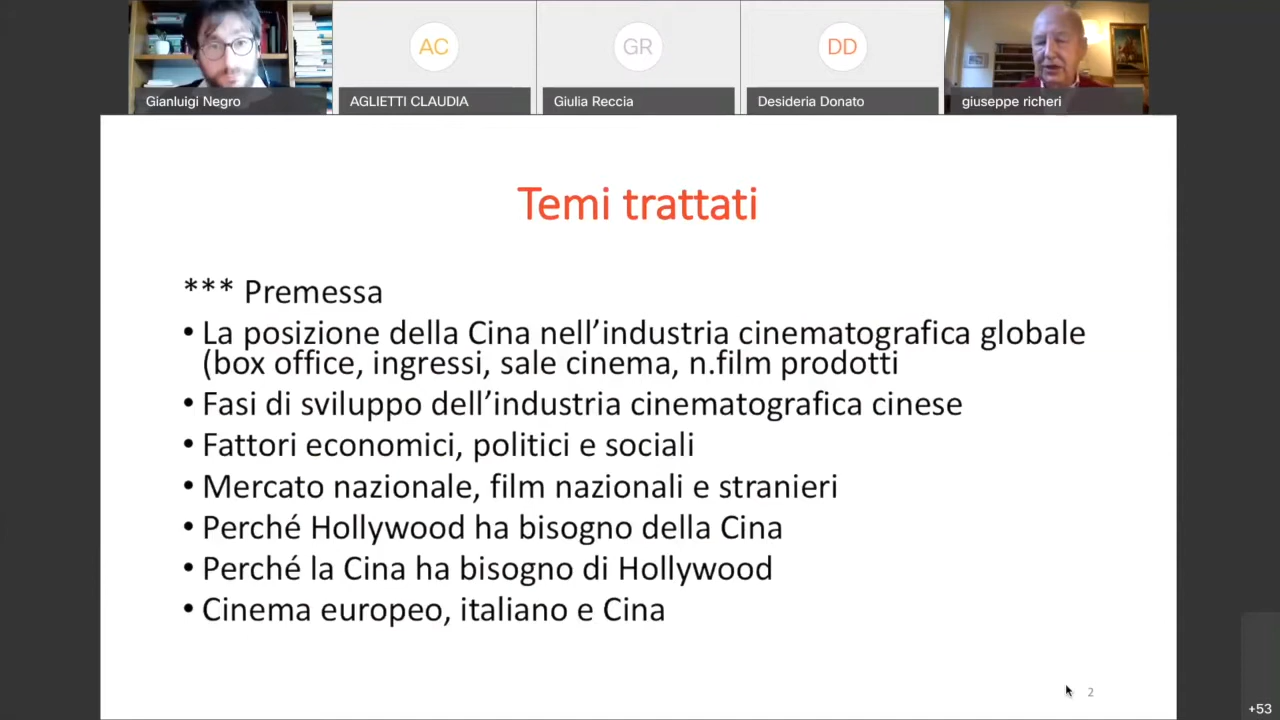 AC
GR
DD
Gianluigi Negro
AGLIETTI CLAUDIA
Giulia Reccia
Desideria Donato
giuseppe richeri
Temi trattati
*** Premessa
• La posizione della Cina nell’industria cinematografica globale
(box office, ingressi, sale cinema, n.film prodotti
• Fasi di sviluppo dell’industria cinematografica cinese
• Fattori economici, politici e sociali
• Mercato nazionale, film nazionali e stranieri
• Perché Hollywood ha bisogno della Cina
• Perché la Cina ha bisogno di Hollywood
• Cinema europeo, italiano e Cina
2
+53